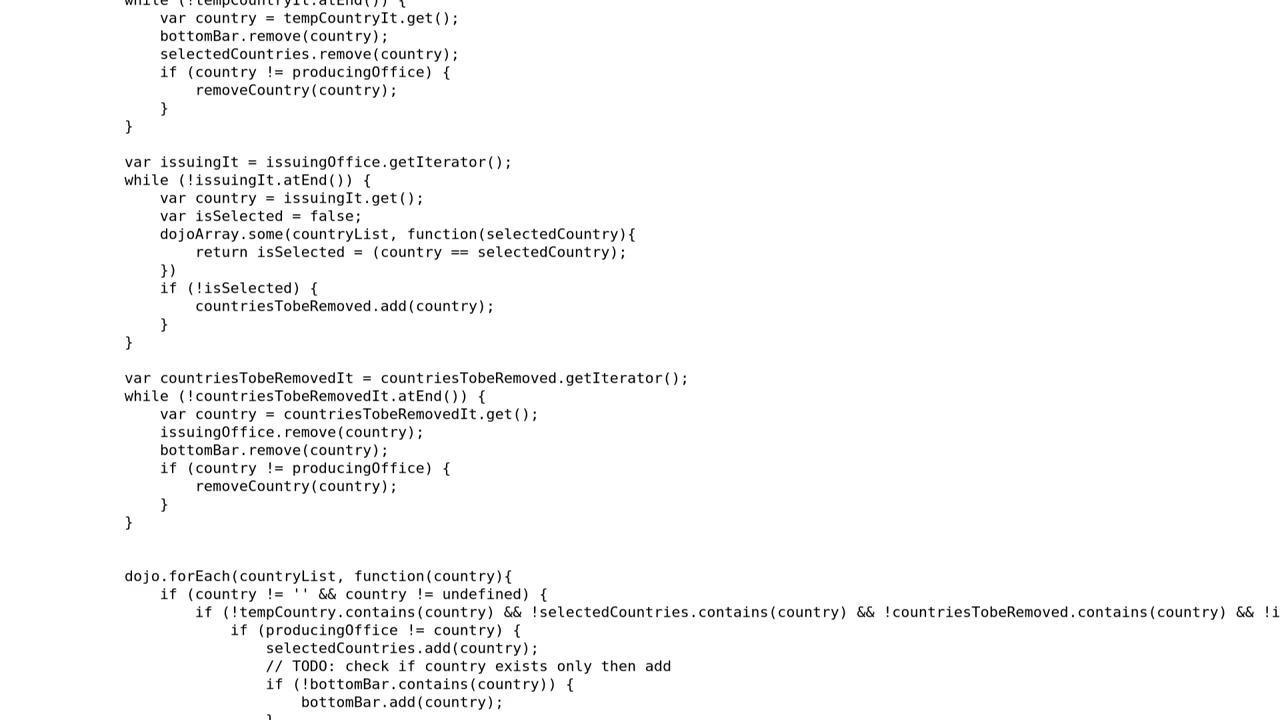 while (!tempCountryIt.atEnd()) {
var country = tempCountryIt.get();
bottomBar.remove(country);
selectedCountries.remove(country);
if (country != producingOffice) {
removeCountry(country);
}
}
var issuingIt = issuingOffice.getIterator();
while (!issuingIt.atEnd()) {
var country = issuingIt.get();
var isSelected = false;
dojoArray.some(countryList, function(selectedCountry){
return isSelected = (country == selectedCountry);
})
if (!isSelected) {
countriesTobeRemoved.add(country);
}
}
var countriesTobeRemovedIt = countriesTobeRemoved.getIterator();
while (!countriesTobeRemovedIt.atEnd()) {
var country = countriesTobeRemovedIt.get();
issuingOffice.remove(country);
bottomBar.remove(country);
if (country != producingOffice) {
removeCountry(country);
}
}
dojo.forEach(countryList, function(country){
if (country != '' && country != undefined) {
if (!tempCountry.contains(country) && !selectedCountries.contains(country) && !countriesTobeRemoved.contains(country) && !i
if (producingOffice != country) {
selectedCountries.add(country);
// TODO: check if country exists only then add
if (!bottomBar.contains(country)) {
bottomBar.add(country);
}